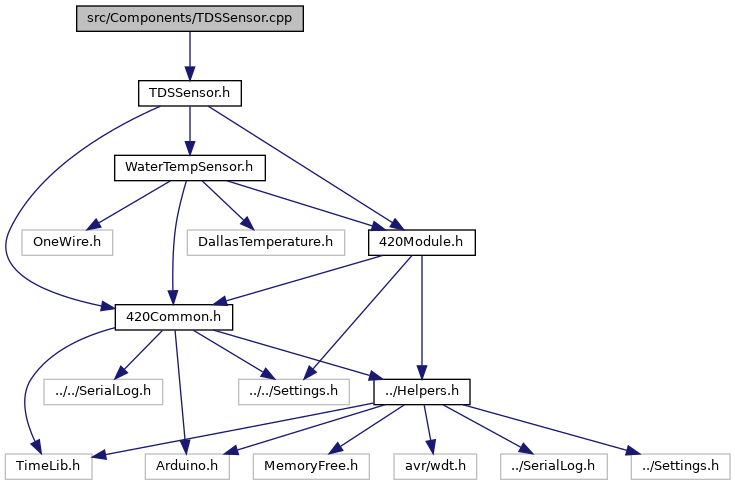 src/Components/TDSSensor.cpp
TDSSensor.h
WaterTempSensor.h
OneWire.h
DallasTemperature.h
420Module.h
420Common.h
../../SerialLog.h
../../Settings.h
../Helpers.h
TimeLib.h
Arduino.h
MemoryFree.h
avr/wdt.h
../SerialLog.h
../Settings.h